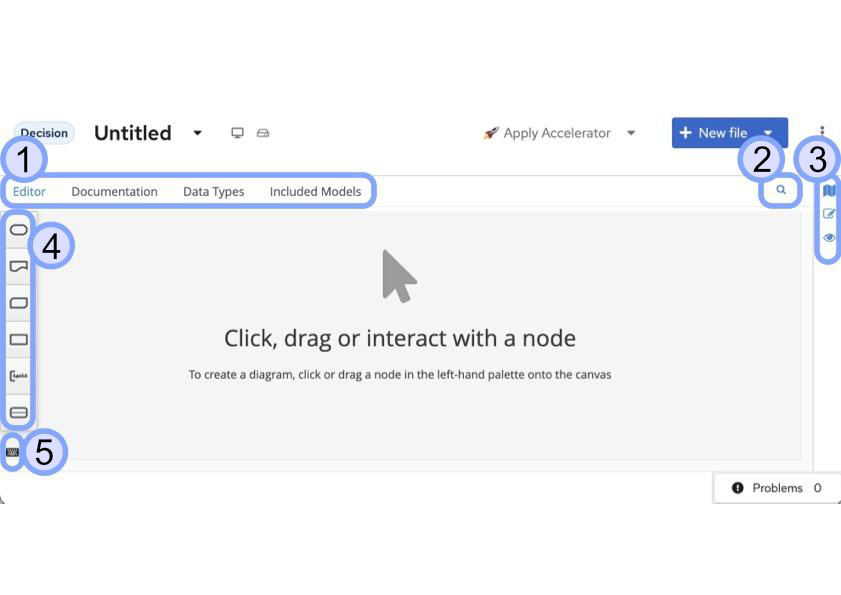 Decision Untitled Apply Accelerator + New file
1 2 3
Editor Documentation Data Types Included Models
4
Click, drag or interact with a node
To create a diagram, click or drag a node in the left-hand palette onto the canvas
5
Problems 0